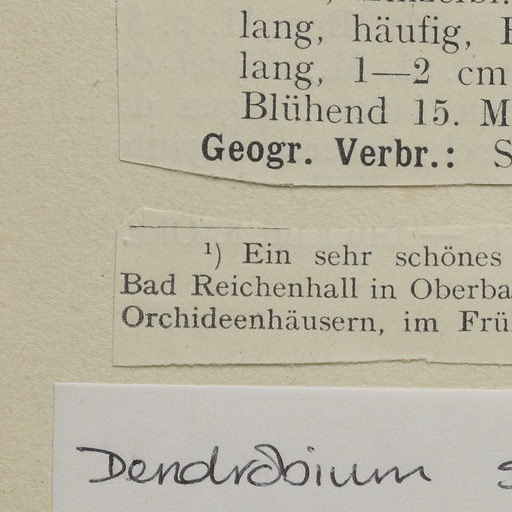 lang, häufig,
lang, 1—2 cm
Blühend 15.
Geogr. Verbr.:
¹) Ein sehr schönes
Bad Reichenhall in Oberba
Orchideenhäusern, im Frü
Dendrobium